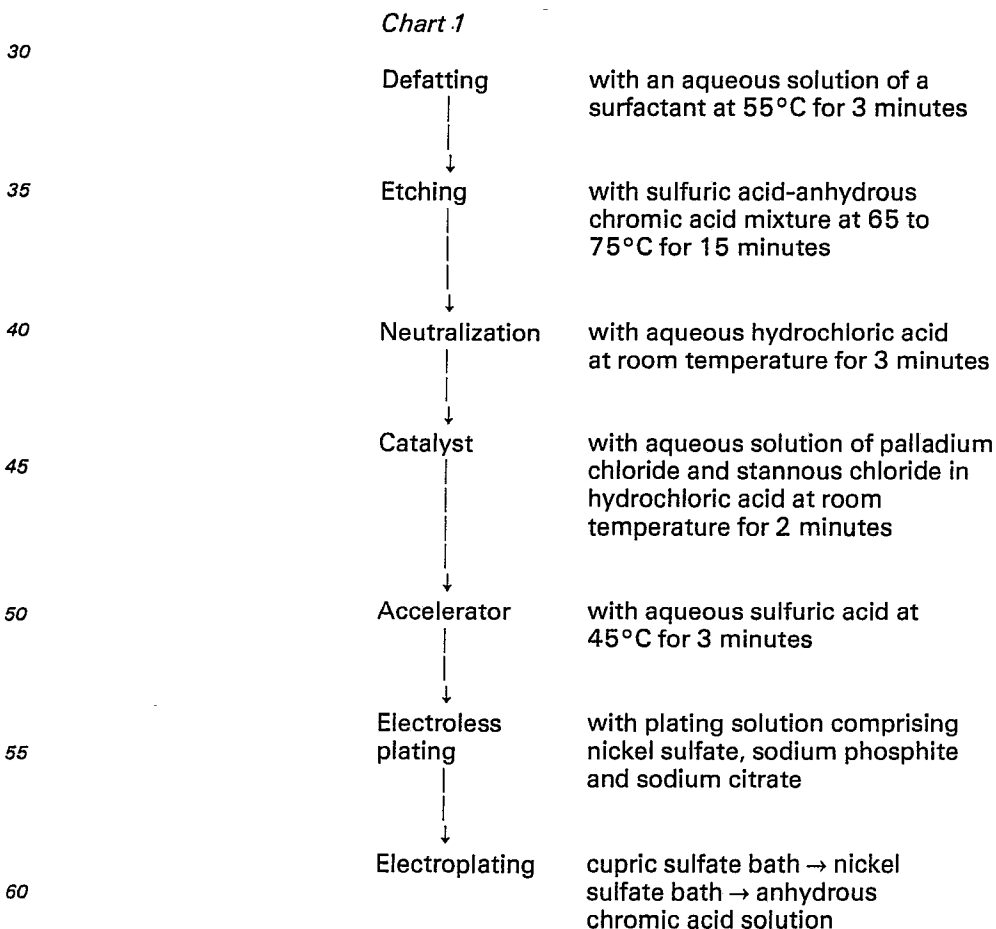 Chart 1
30
Defatting with an aqueous solution of a
surfactant at 55°C for 3 minutes
35 Etching with sulfuric acid-anhydrous
chromic acid mixture at 65 to
75°C for 15 minutes
40 Neutralization with aqueous hydrochloric acid
at room temperature for 3 minutes
Catalyst with aqueous solution of palladium
45 chloride and stannous chloride in
hydrochloric acid at room
temperature for 2 minutes
50 Accelerator with aqueous sulfuric acid at
45°C for 3 minutes
Electroless with plating solution comprising
55 plating nickel sulfate, sodium phosphite
and sodium citrate
Electroplating cupric sulfate bath → nickel
60 sulfate bath → anhydrous
chromic acid solution